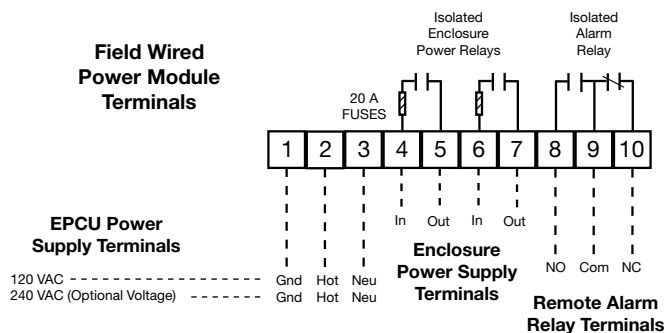 Isolated
Enclosure
Power Relays
Isolated
Alarm
Relay
Field Wired
Power Module
Terminals
20 A
FUSES
1 2 3 4 5 6 7 8 9 10
In Out In Out
EPCU Power
Supply Terminals
Enclosure
Power Supply
Terminals
NO Com NC
120 VAC Gnd Hot Neu
240 VAC (Optional Voltage) Gnd Hot Neu
Remote Alarm
Relay Terminals